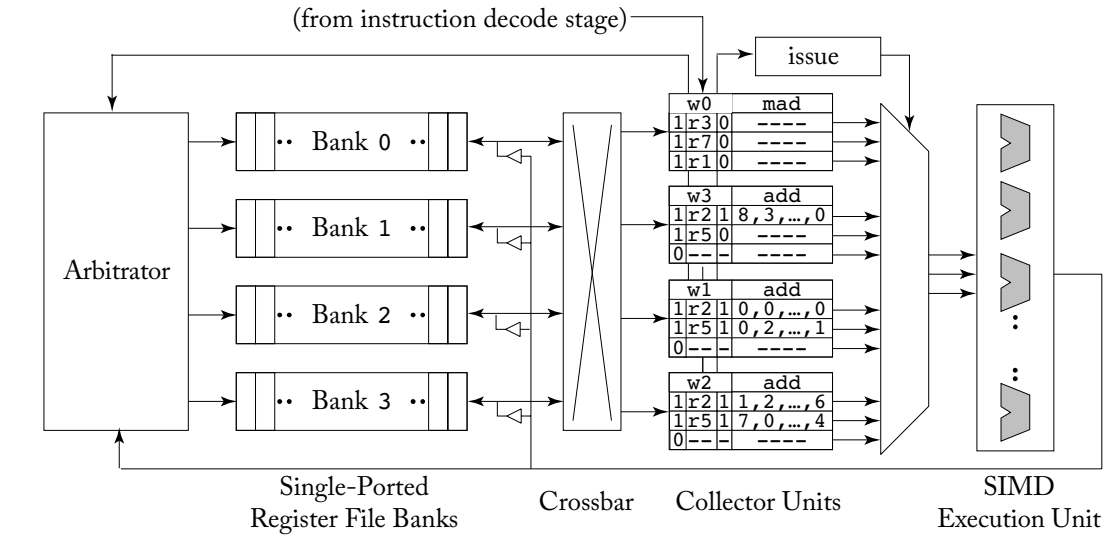 (from instruction decode stage)
issue
Arbitrator
·· Bank 0 ··
·· Bank 1 ··
·· Bank 2 ··
·· Bank 3 ··
w0 mad
1 r3 0 ----
1 r7 0 ----
1 r1 0 ----
w3 add
1 r2 1 8,3,…,0
1 r5 0 ----
0 -- - ----
w1 add
1 r2 1 0,0,…,0
1 r5 1 0,2,…,1
0 -- - ----
w2 add
1 r2 1 1,2,…,6
1 r5 1 7,0,…,4
0 -- - ----
Single-Ported
Register File Banks
Crossbar
Collector Units
SIMD
Execution Unit